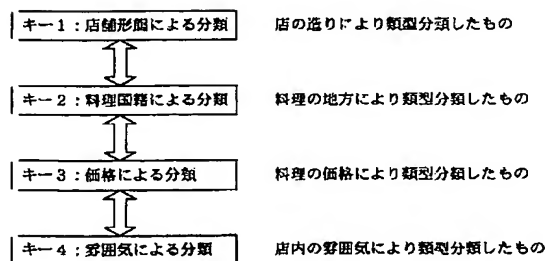 キー1：店舗形態による分類　店の造りにより類型分類したもの
キー2：料理国籍による分類　料理の地方により類型分類したもの
キー3：価格による分類　料理の価格により類型分類したもの
キー4：雰囲気による分類　店内の雰囲気により類型分類したもの